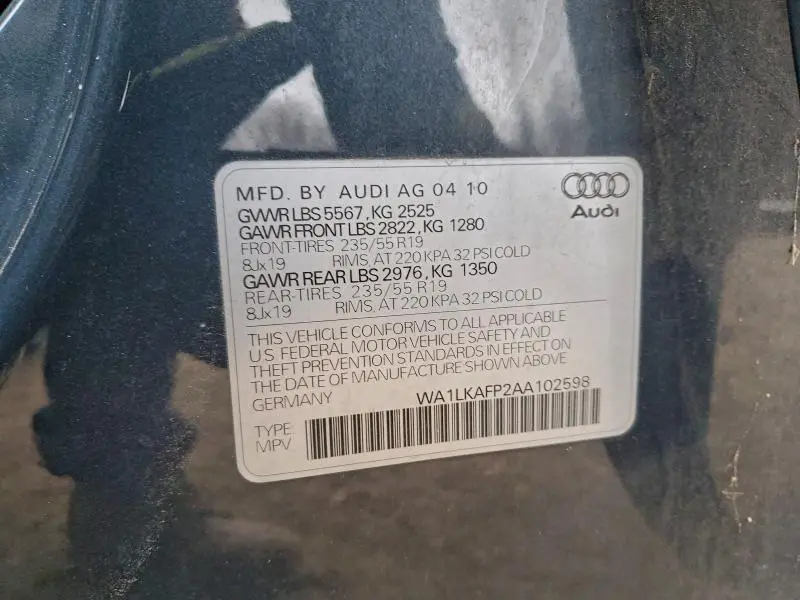 MFD. BY AUDI AG 04 10
Audi
GVWR LBS 5567, KG 2525
GAWR FRONT LBS 2822, KG 1280
FRONT-TIRES 235/55 R19
8Jx19 RIMS, AT 220 KPA 32 PSI COLD
GAWR REAR LBS 2976, KG 1350
REAR-TIRES 235/55 R19
8Jx19 RIMS, AT 220 KPA 32 PSI COLD
THIS VEHICLE CONFORMS TO ALL APPLICABLE
U.S. FEDERAL MOTOR VEHICLE SAFETY AND
THEFT PREVENTION STANDARDS IN EFFECT ON
THE DATE OF MANUFACTURE SHOWN ABOVE
GERMANY WA1LKAFP2AA102598
TYPE
MPV